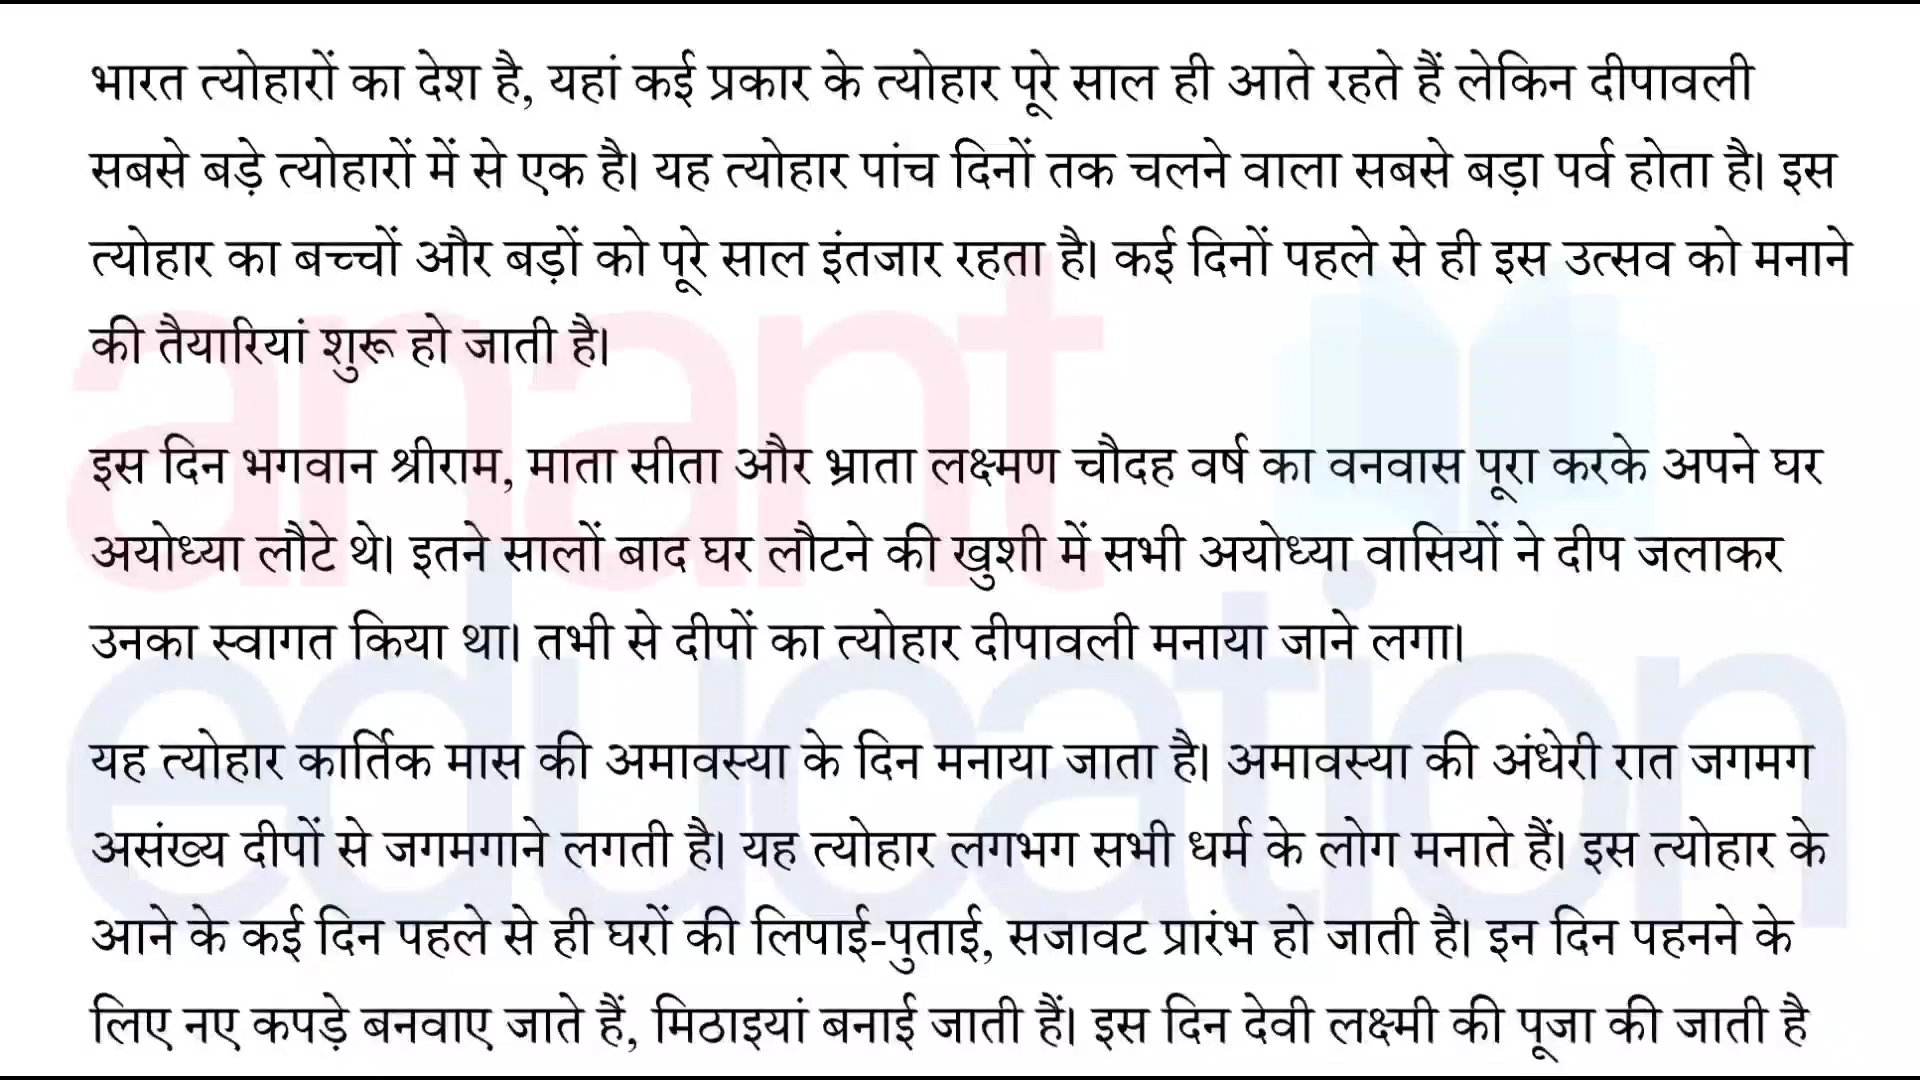 भारत त्योहारों का देश है, यहां कई प्रकार के त्योहार पूरे साल ही आते रहते हैं लेकिन दीपावली
सबसे बड़े त्योहारों में से एक है। यह त्योहार पांच दिनों तक चलने वाला सबसे बड़ा पर्व होता है। इस
त्योहार का बच्चों और बड़ों को पूरे साल इंतजार रहता है। कई दिनों पहले से ही इस उत्सव को मनाने
की तैयारियां शुरू हो जाती है।
इस दिन भगवान श्रीराम, माता सीता और भ्राता लक्ष्मण चौदह वर्ष का वनवास पूरा करके अपने घर
अयोध्या लौटे थे। इतने सालों बाद घर लौटने की खुशी में सभी अयोध्या वासियों ने दीप जलाकर
उनका स्वागत किया था। तभी से दीपों का त्योहार दीपावली मनाया जाने लगा।
यह त्योहार कार्तिक मास की अमावस्या के दिन मनाया जाता है। अमावस्या की अंधेरी रात जगमग
असंख्य दीपों से जगमगाने लगती है। यह त्योहार लगभग सभी धर्म के लोग मनाते हैं। इस त्योहार के
आने के कई दिन पहले से ही घरों की लिपाई-पुताई, सजावट प्रारंभ हो जाती है। इन दिन पहनने के
लिए नए कपड़े बनवाए जाते हैं, मिठाइयां बनाई जाती हैं। इस दिन देवी लक्ष्मी की पूजा की जाती है
anant
education